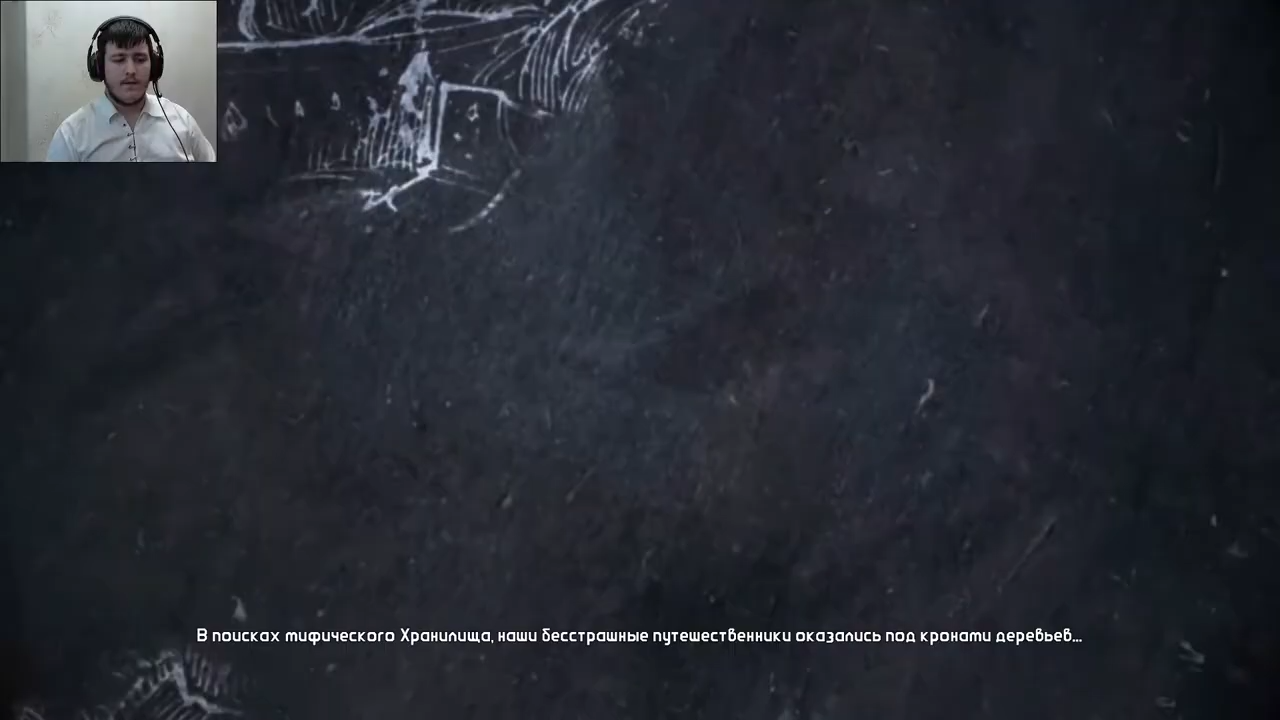 В поисках мифического Хранилища, наши бесстрашные путешественники оказались под кронами деревьев...